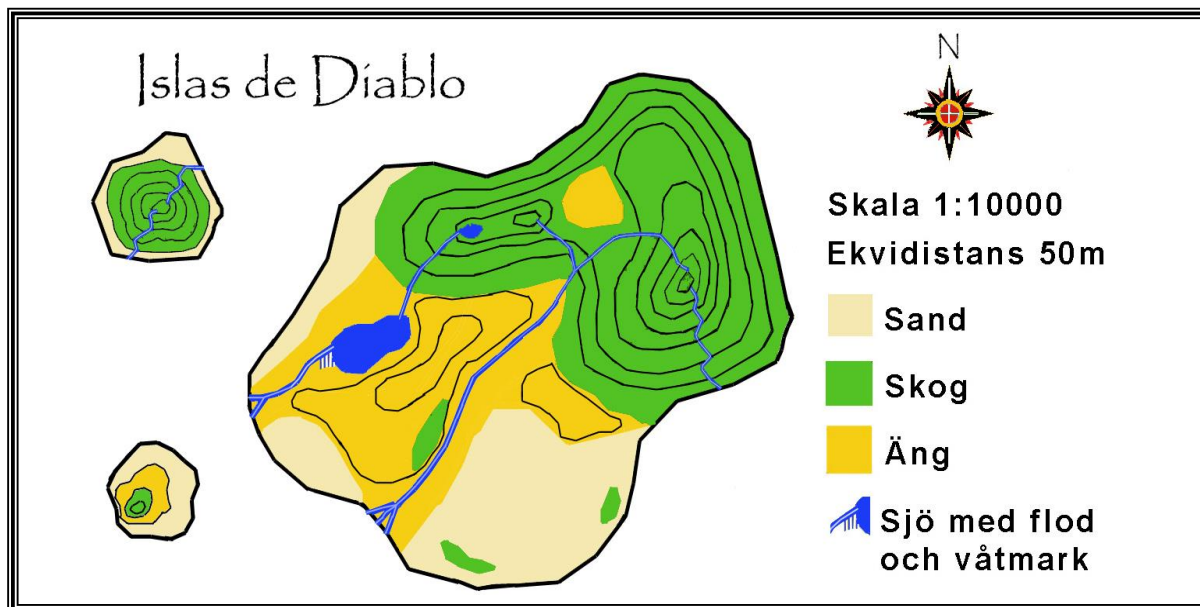 Islas de Diablo
N
Skala 1:10000
Ekvidistans 50m
Sand
Skog
Äng
Sjö med flod
och våtmark